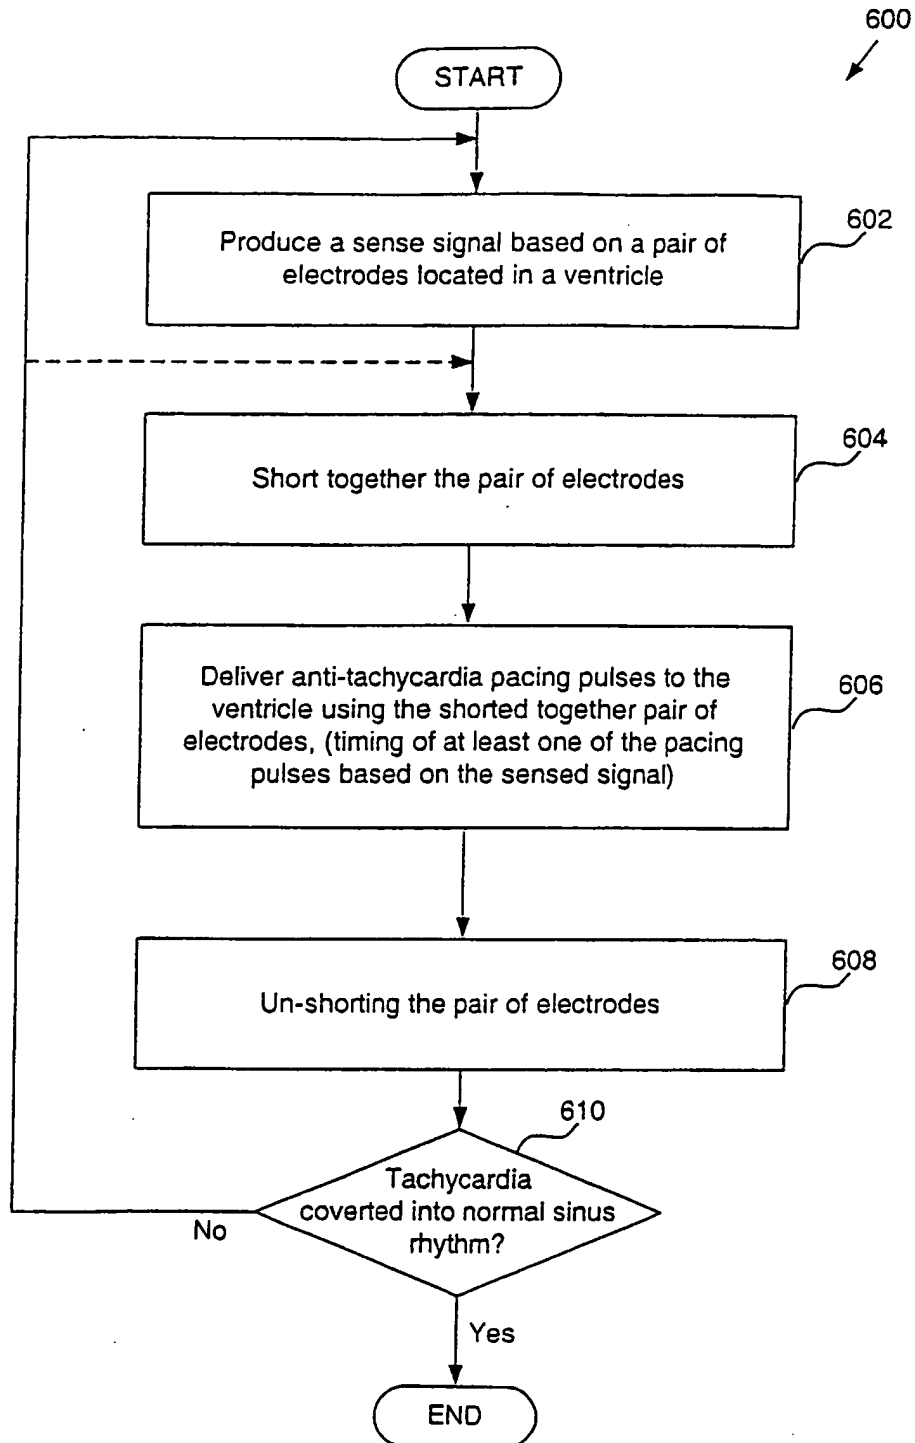 600
START
Produce a sense signal based on a pair of
electrodes located in a ventricle
602
Short together the pair of electrodes
604
Deliver anti-tachycardia pacing pulses to the
ventricle using the shorted together pair of
electrodes, (timing of at least one of the pacing
pulses based on the sensed signal)
606
Un-shorting the pair of electrodes
608
610
Tachycardia
coverted into normal sinus
rhythm?
No
Yes
END